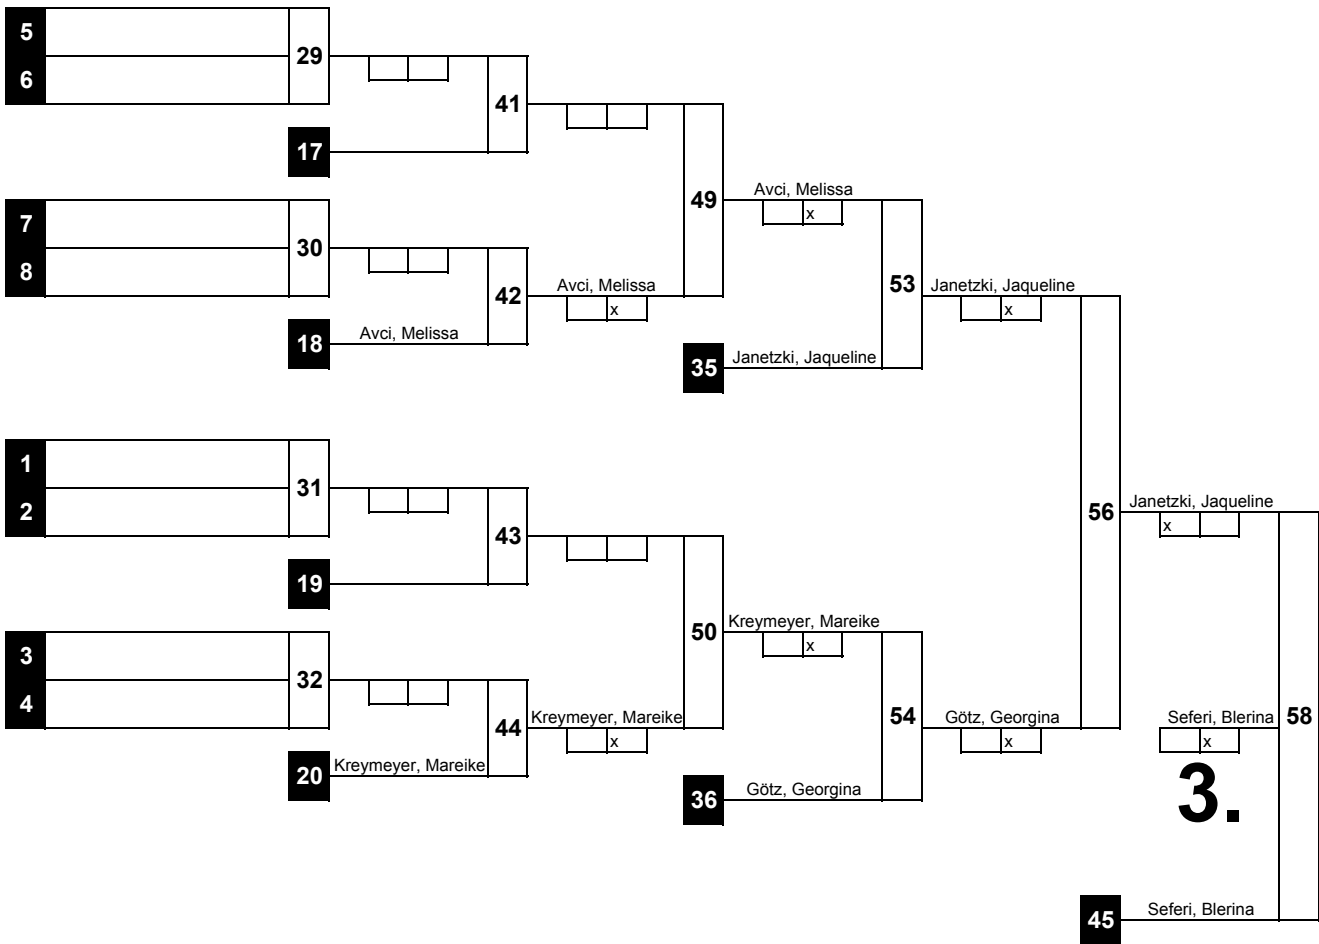 5
29
6
41
17
7
49
Avci, Melissa
x
30
8
42
Avci, Melissa
x
53
Janetzki, Jaqueline
x
18
Avci, Melissa
35
Janetzki, Jaqueline
1
31
2
43
56
Janetzki, Jaqueline
x
19
3
50
Kreymeyer, Mareike
x
32
4
44
Kreymeyer, Mareike
x
54
Götz, Georgina
x
Seferi, Blerina
x
58
20
Kreymeyer, Mareike
36
Götz, Georgina
3.
45
Seferi, Blerina